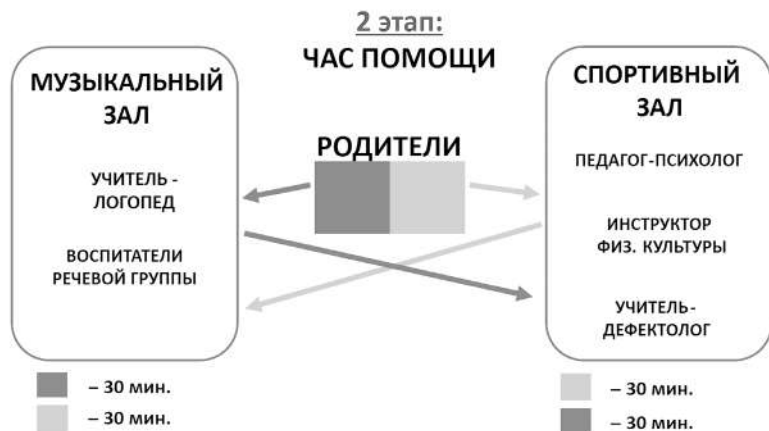 2 этап:
ЧАС ПОМОЩИ
МУЗЫКАЛЬНЫЙ
ЗАЛ
УЧИТЕЛЬ -
ЛОГОПЕД
ВОСПИТАТЕЛИ
РЕЧЕВОЙ ГРУППЫ
РОДИТЕЛИ
СПОРТИВНЫЙ
ЗАЛ
ПЕДАГОГ-ПСИХОЛОГ
ИНСТРУКТОР
ФИЗ. КУЛЬТУРЫ
УЧИТЕЛЬ-
ДЕФЕКТОЛОГ
– 30 мин.
– 30 мин.
– 30 мин.
– 30 мин.